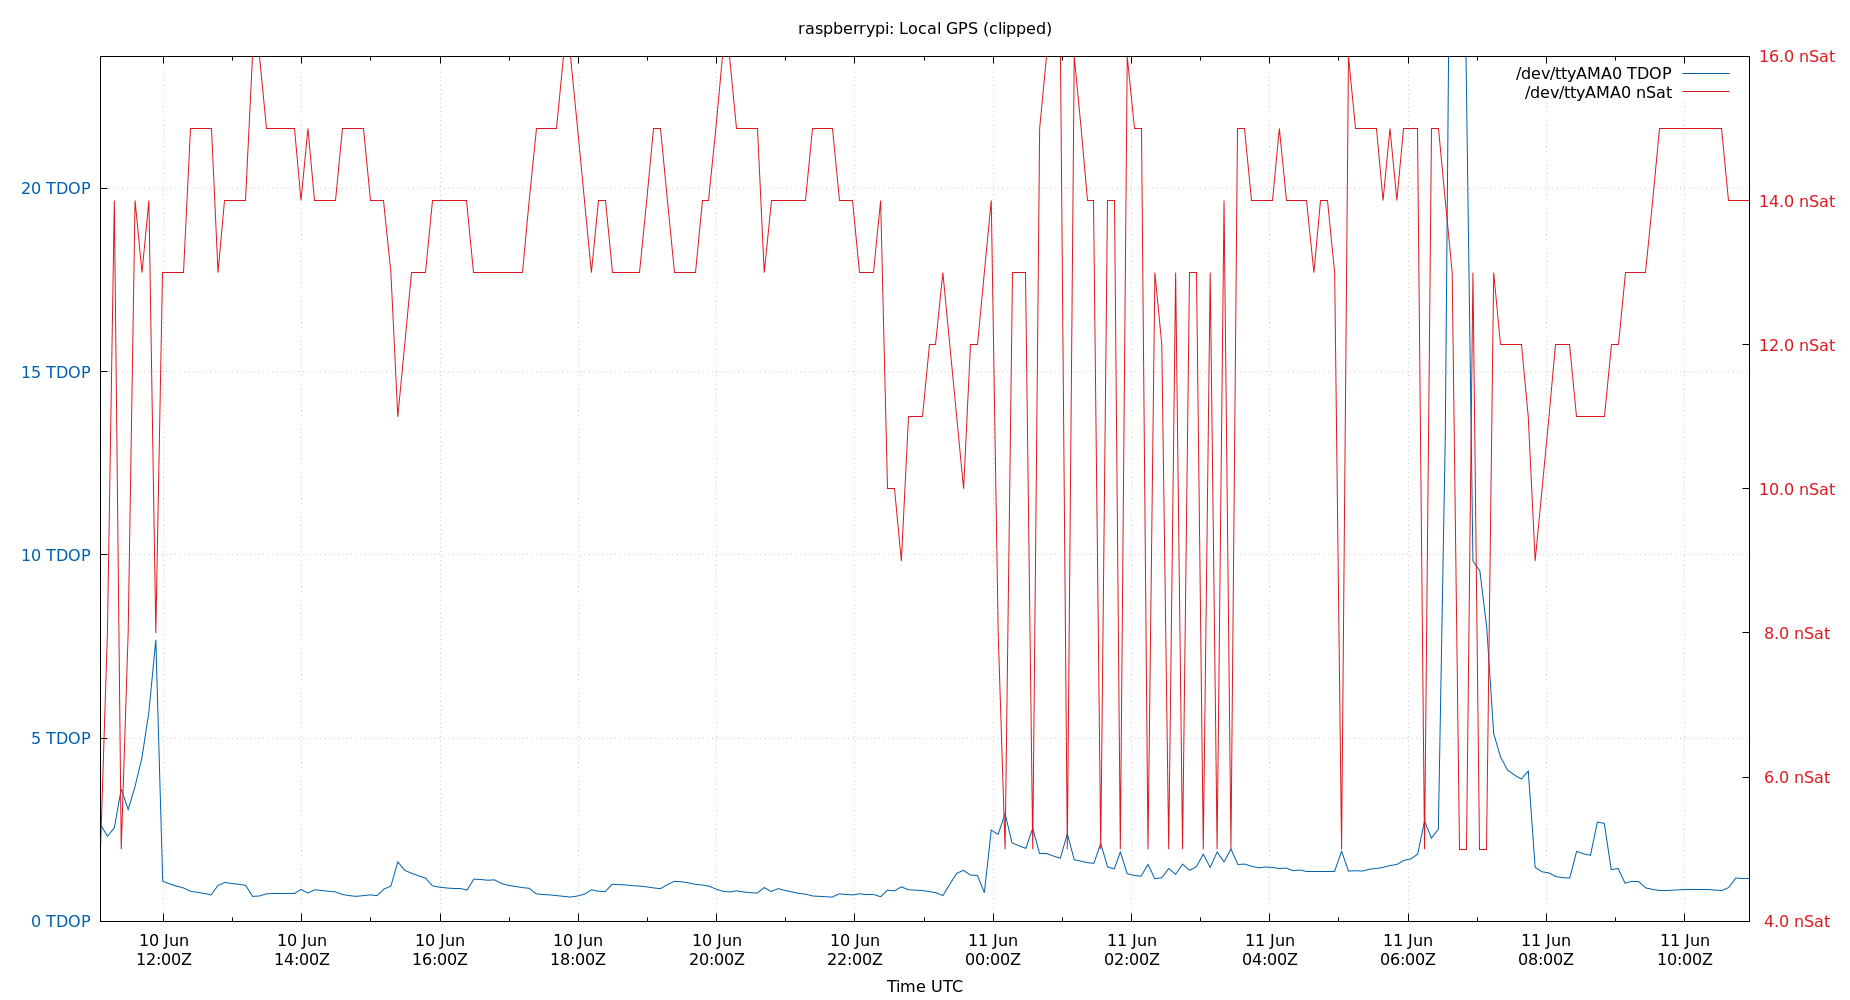 raspberrypi: Local GPS (clipped)
/dev/ttyAMA0 TDOP
/dev/ttyAMA0 nSat
20 TDOP
15 TDOP
10 TDOP
5 TDOP
0 TDOP
16.0 nSat
14.0 nSat
12.0 nSat
10.0 nSat
8.0 nSat
6.0 nSat
4.0 nSat
10 Jun 10 Jun 10 Jun 10 Jun 10 Jun 10 Jun 11 Jun 11 Jun 11 Jun 11 Jun 11 Jun 11 Jun
12:00Z 14:00Z 16:00Z 18:00Z 20:00Z 22:00Z 00:00Z 02:00Z 04:00Z 06:00Z 08:00Z 10:00Z
Time UTC